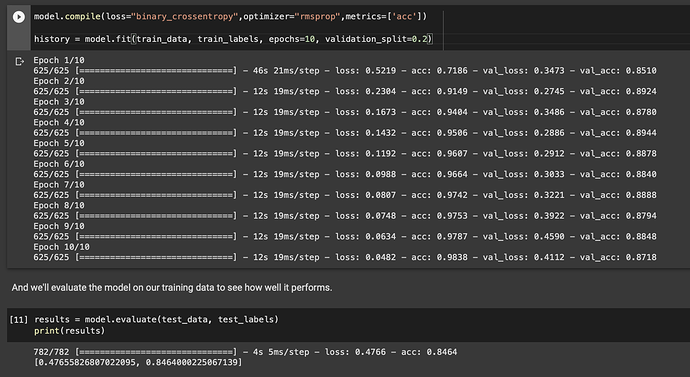 model.compile(loss="binary_crossentropy",optimizer="rmsprop",metrics=['acc'])
history = model.fit(train_data, train_labels, epochs=10, validation_split=0.2)
Epoch 1/10
625/625 [==============================] - 46s 21ms/step - loss: 0.5219 - acc: 0.7186 - val_loss: 0.3473 - val_acc: 0.8510
Epoch 2/10
625/625 [==============================] - 12s 19ms/step - loss: 0.2304 - acc: 0.9149 - val_loss: 0.2745 - val_acc: 0.8924
Epoch 3/10
625/625 [==============================] - 12s 19ms/step - loss: 0.1673 - acc: 0.9404 - val_loss: 0.3486 - val_acc: 0.8780
Epoch 4/10
625/625 [==============================] - 12s 19ms/step - loss: 0.1432 - acc: 0.9506 - val_loss: 0.2886 - val_acc: 0.8944
Epoch 5/10
625/625 [==============================] - 12s 19ms/step - loss: 0.1192 - acc: 0.9607 - val_loss: 0.2912 - val_acc: 0.8878
Epoch 6/10
625/625 [==============================] - 12s 19ms/step - loss: 0.0988 - acc: 0.9664 - val_loss: 0.3033 - val_acc: 0.8840
Epoch 7/10
625/625 [==============================] - 12s 19ms/step - loss: 0.0807 - acc: 0.9742 - val_loss: 0.3221 - val_acc: 0.8888
Epoch 8/10
625/625 [==============================] - 12s 19ms/step - loss: 0.0748 - acc: 0.9753 - val_loss: 0.3922 - val_acc: 0.8794
Epoch 9/10
625/625 [==============================] - 12s 19ms/step - loss: 0.0634 - acc: 0.9787 - val_loss: 0.4590 - val_acc: 0.8848
Epoch 10/10
625/625 [==============================] - 12s 19ms/step - loss: 0.0482 - acc: 0.9838 - val_loss: 0.4112 - val_acc: 0.8718
And we'll evaluate the model on our training data to see how well it performs.
[11] results = model.evaluate(test_data, test_labels)
print(results)
782/782 [==============================] - 4s 5ms/step - loss: 0.4766 - acc: 0.8464
[0.47655826807022095, 0.8464000225067139]